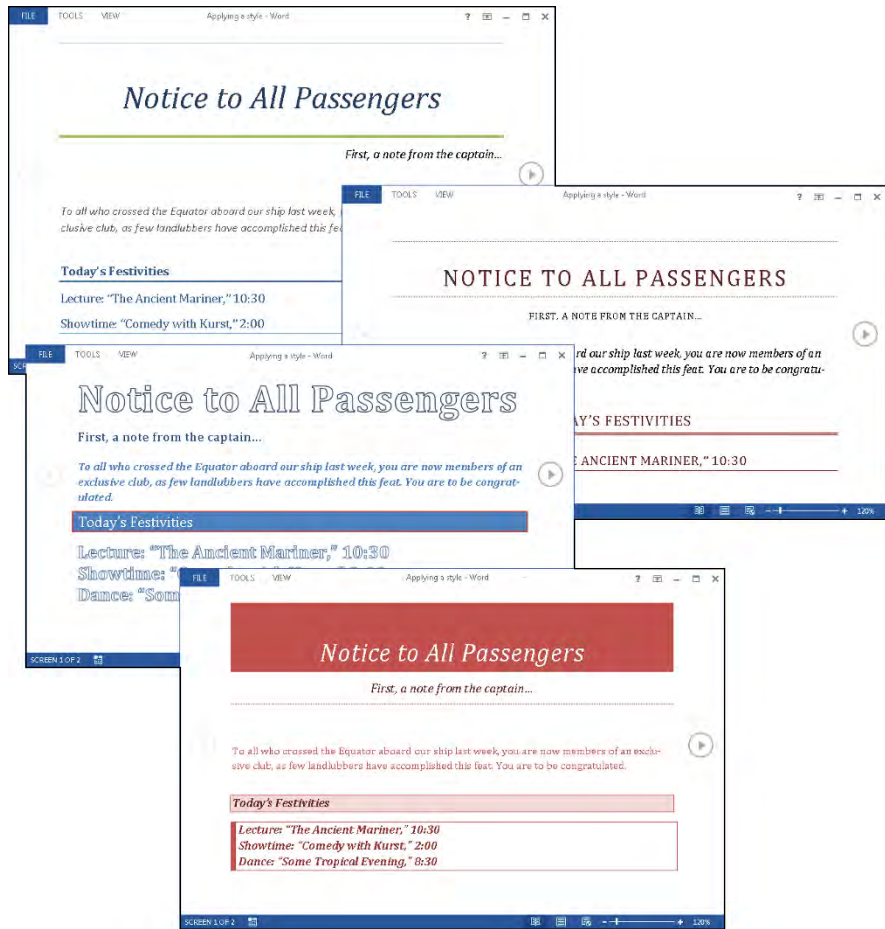 FILE TOOLS VIEW Applying a style - Word ?
Notice to All Passengers
First, a note from the captain...
To all who crossed the Equator aboard our ship last week,
clusive club, as few landlubbers have accomplished this fea
Today's Festivities
Lecture: “The Ancient Mariner,” 10:30
Showtime: “Comedy with Kurst,” 2:00
SCR
FILE TOOLS VIEW Applying a style - Word ?
NOTICE TO ALL PASSENGERS
FIRST, A NOTE FROM THE CAPTAIN...
rd our ship last week, you are now members of an
ve accomplished this feat. You are to be congratu-
AY'S FESTIVITIES
ANCIENT MARINER,” 10:30
120%
FILE TOOLS VIEW Applying a style - Word ?
Notice to All Passengers
First, a note from the captain...
To all who crossed the Equator aboard our ship last week, you are now members of an
exclusive club, as few landlubbers have accomplished this feat. You are to be congrat-
ulated.
Today's Festivities
Lecture: “The Ancient Mariner,” 10:30
Showtime: “
Dance: “Som
SCREEN 1 OF 2
FILE TOOLS VIEW Applying a style - Word ?
Notice to All Passengers
First, a note from the captain...
To all who crossed the Equator aboard our ship last week, you are now members of an exclu-
sive club, as few landlubbers have accomplished this feat. You are to be congratulated.
Today's Festivities
Lecture: “The Ancient Mariner,” 10:30
Showtime: “Comedy with Kurst,” 2:00
Dance: “Some Tropical Evening,” 8:30
SCREEN 1 OF 2 120%